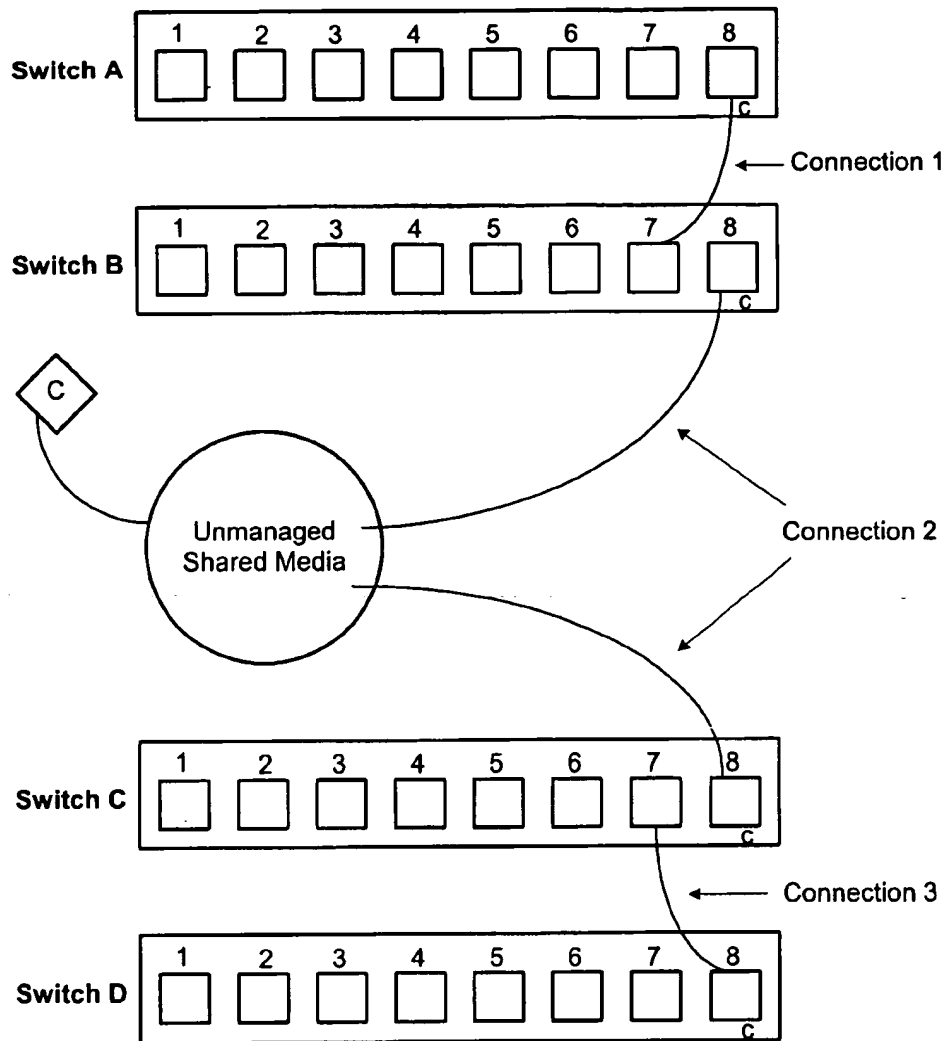 1 2 3 4 5 6 7 8
Switch A
C
Connection 1
1 2 3 4 5 6 7 8
Switch B
C
C
Unmanaged
Shared Media
Connection 2
1 2 3 4 5 6 7 8
Switch C
C
Connection 3
1 2 3 4 5 6 7 8
Switch D
C